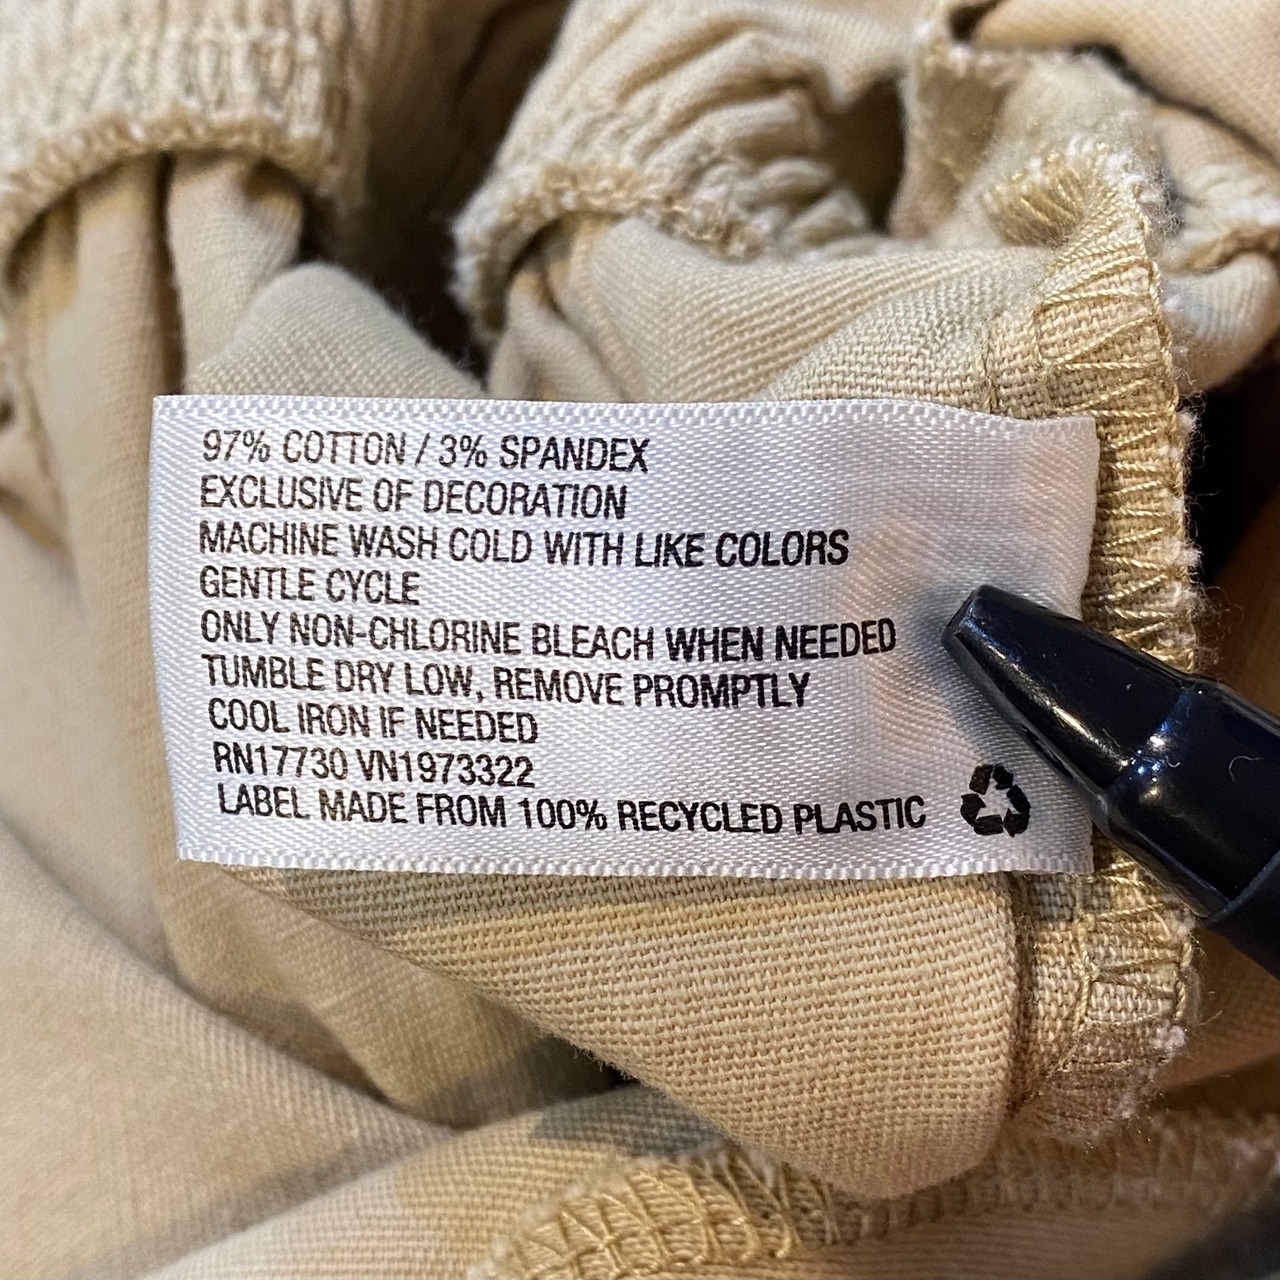 97% COTTON / 3% SPANDEX
EXCLUSIVE OF DECORATION
MACHINE WASH COLD WITH LIKE COLORS
GENTLE CYCLE
ONLY NON-CHLORINE BLEACH WHEN NEEDED
TUMBLE DRY LOW, REMOVE PROMPTLY
COOL IRON IF NEEDED
RN17730 VN1973322
LABEL MADE FROM 100% RECYCLED PLASTIC